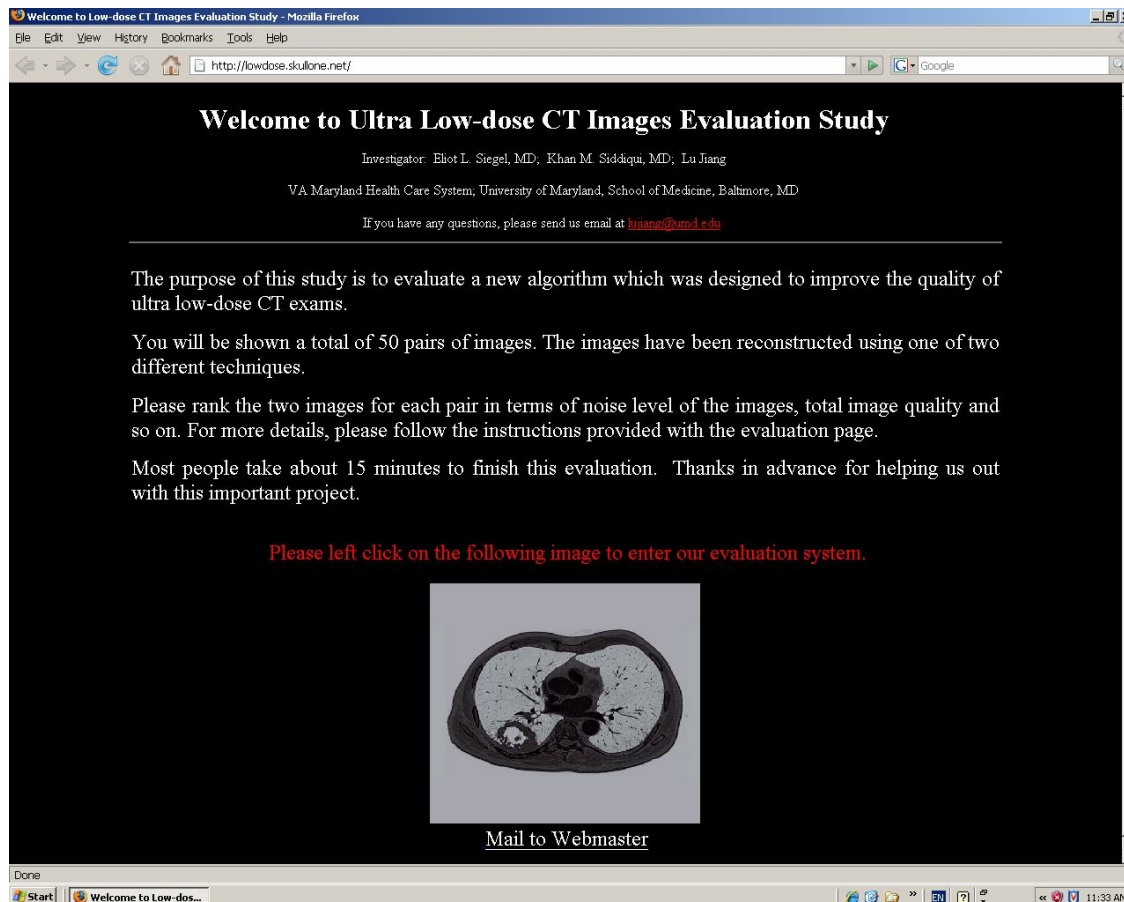 Welcome to Low-dose CT Images Evaluation Study - Mozilla Firefox
File Edit View History Bookmarks Tools Help
http://lowdose.skullone.net/
Google
Welcome to Ultra Low-dose CT Images Evaluation Study
Investigator: Eliot L. Siegel, MD; Khan M. Siddiqui, MD; Lu Jiang
VA Maryland Health Care System; University of Maryland, School of Medicine, Baltimore, MD
If you have any questions, please send us email at lujiang@umd.edu
The purpose of this study is to evaluate a new algorithm which was designed to improve the quality of
ultra low-dose CT exams.
You will be shown a total of 50 pairs of images. The images have been reconstructed using one of two
different techniques.
Please rank the two images for each pair in terms of noise level of the images, total image quality and
so on. For more details, please follow the instructions provided with the evaluation page.
Most people take about 15 minutes to finish this evaluation. Thanks in advance for helping us out
with this important project.
Please left click on the following image to enter our evaluation system.
Mail to Webmaster
Done
Start Welcome to Low-dos... » EN ? « 11:33 AM